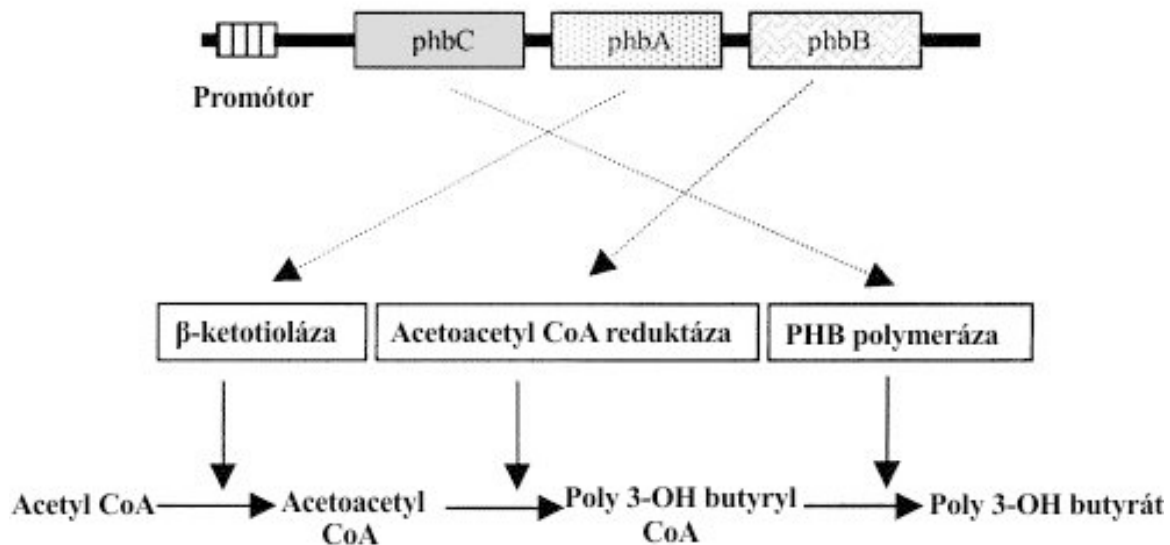 phbC phbA phbB
Promótor
β-ketotioláza Acetoacetyl CoA reduktáza PHB polymeráza
Acetyl CoA Acetoacetyl CoA Poly 3-OH butyryl CoA Poly 3-OH butyrát